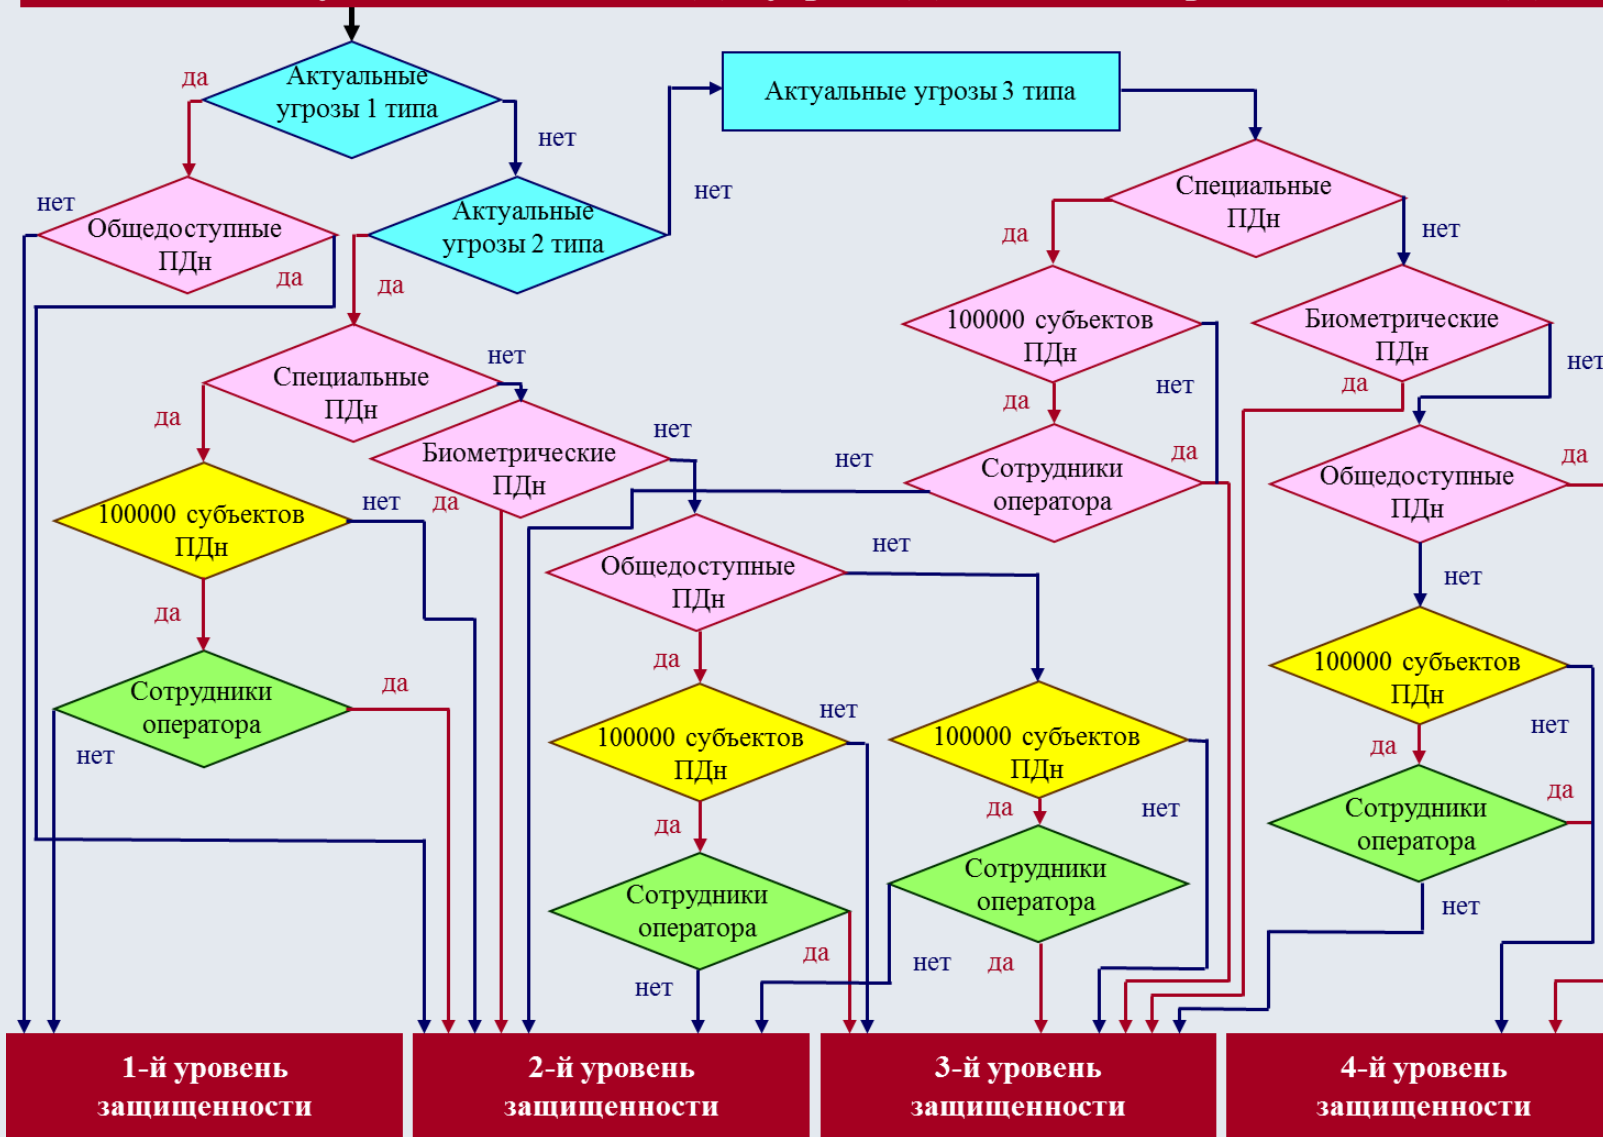 да
Актуальные
угрозы 1 типа
нет
Актуальные угрозы 3 типа
нет
Общедоступные
ПДн
да
Актуальные
угрозы 2 типа
нет
да
Специальные
ПДн
да
нет
100000 субъектов
ПДн
нет
да
Биометрические
ПДн
нет
да
Специальные
ПДн
нет
да
Биометрические
ПДн
нет
да
нет
Сотрудники
оператора
да
Общедоступные
ПДн
да
нет
100000 субъектов
ПДн
нет
да
Сотрудники
оператора
да
нет
Общедоступные
ПДн
нет
да
100000 субъектов
ПДн
нет
да
Сотрудники
оператора
да
нет
100000 субъектов
ПДн
нет
да
Сотрудники
оператора
нет
да
100000 субъектов
ПДн
нет
да
Сотрудники
оператора
да
нет
1-й уровень
защищенности
2-й уровень
защищенности
3-й уровень
защищенности
4-й уровень
защищенности